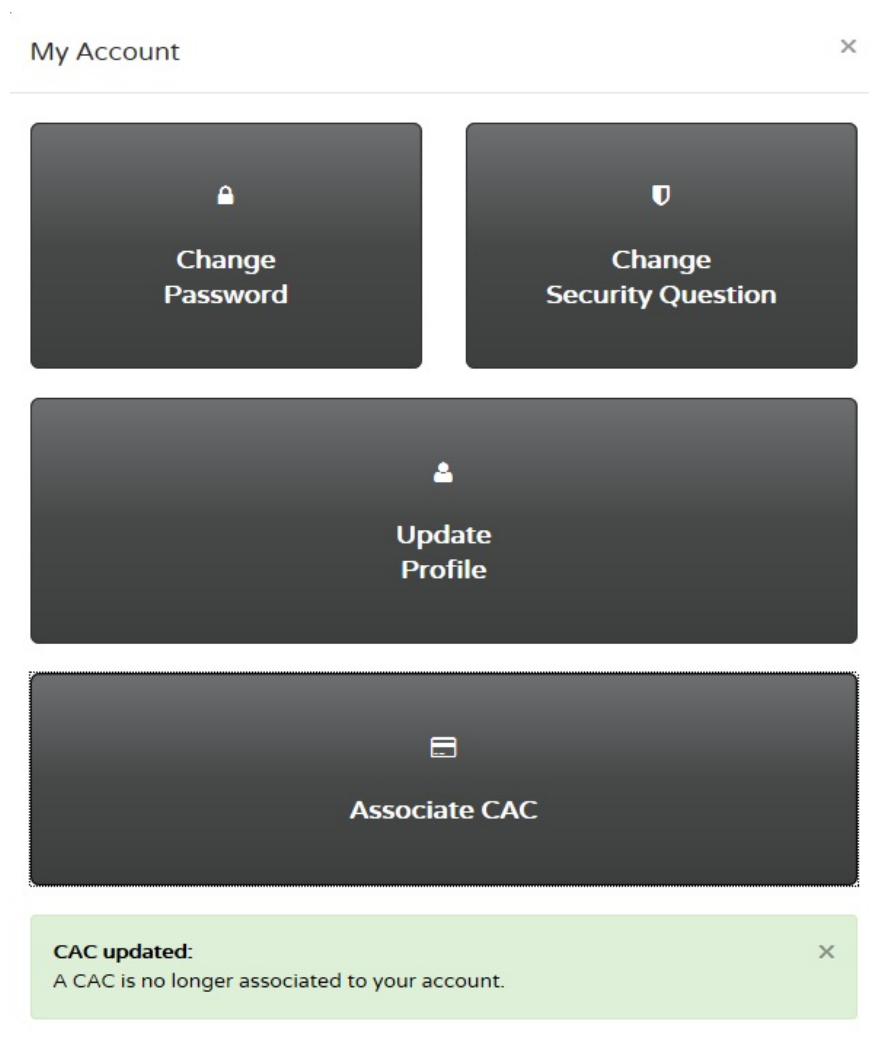 My Account
×
Change
Password
Change
Security Question
Update
Profile
Associate CAC
CAC updated:
×
A CAC is no longer associated to your account.